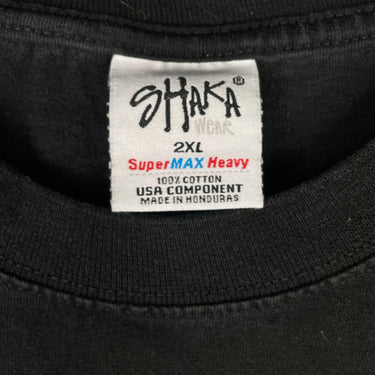 SHAKA®
WEAR
2XL
SuperMAX Heavy
100% COTTON
USA COMPONENT
MADE IN HONDURAS